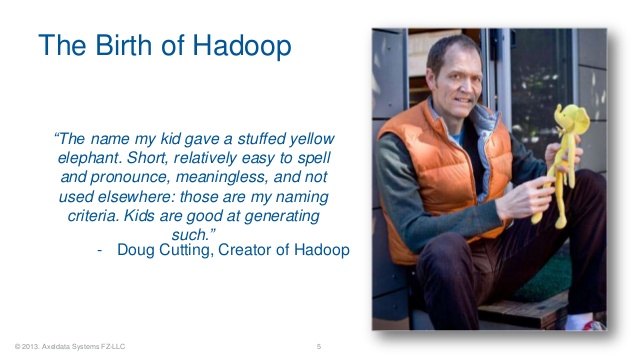 The Birth of Hadoop
“The name my kid gave a stuffed yellow
elephant. Short, relatively easy to spell
and pronounce, meaningless, and not
used elsewhere: those are my naming
criteria. Kids are good at generating
such.”
- Doug Cutting, Creator of Hadoop
© 2013. Axeldata Systems FZ-LLC
5